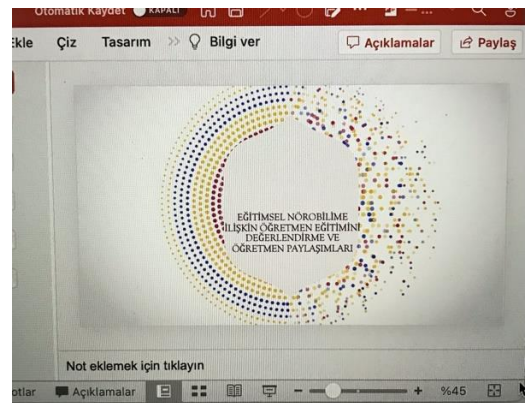 Otomatik Kaydet KAPALI
Ekle Çiz Tasarım >> Bilgi ver Açıklamalar Paylaş
EĞİTİMSEL NÖROBİLİME
İLİŞKİN ÖĞRETMEN EĞİTİMİNİ
DEĞERLENDİRME VE
ÖĞRETMEN PAYLAŞIMLARI
Not eklemek için tıklayın
otlar Açıklamalar %45